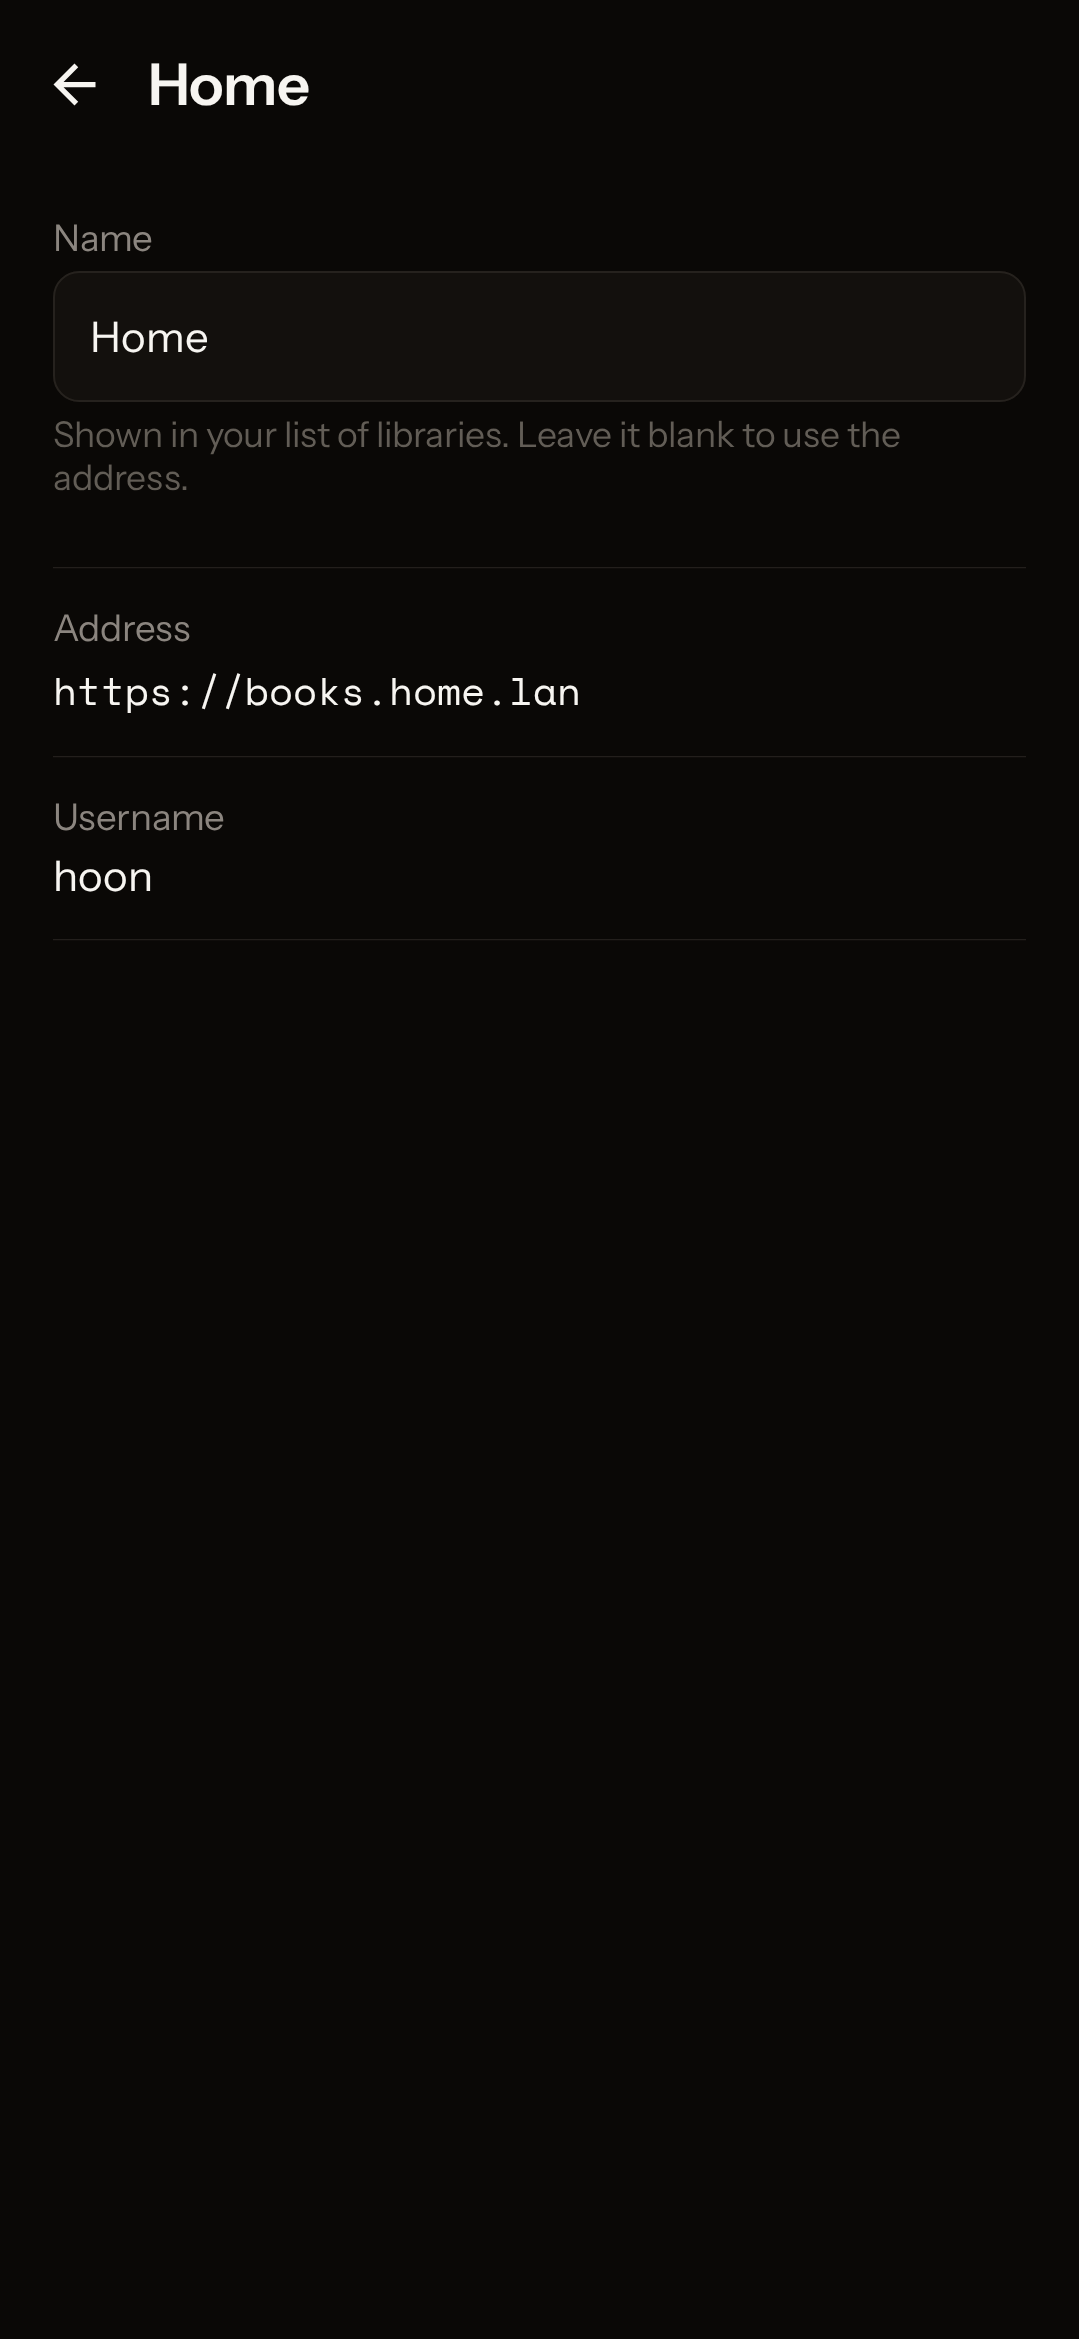 Home
Name
Home
Shown in your list of libraries. Leave it blank to use the
address.
Address
https://books.home.lan
Username
hoon